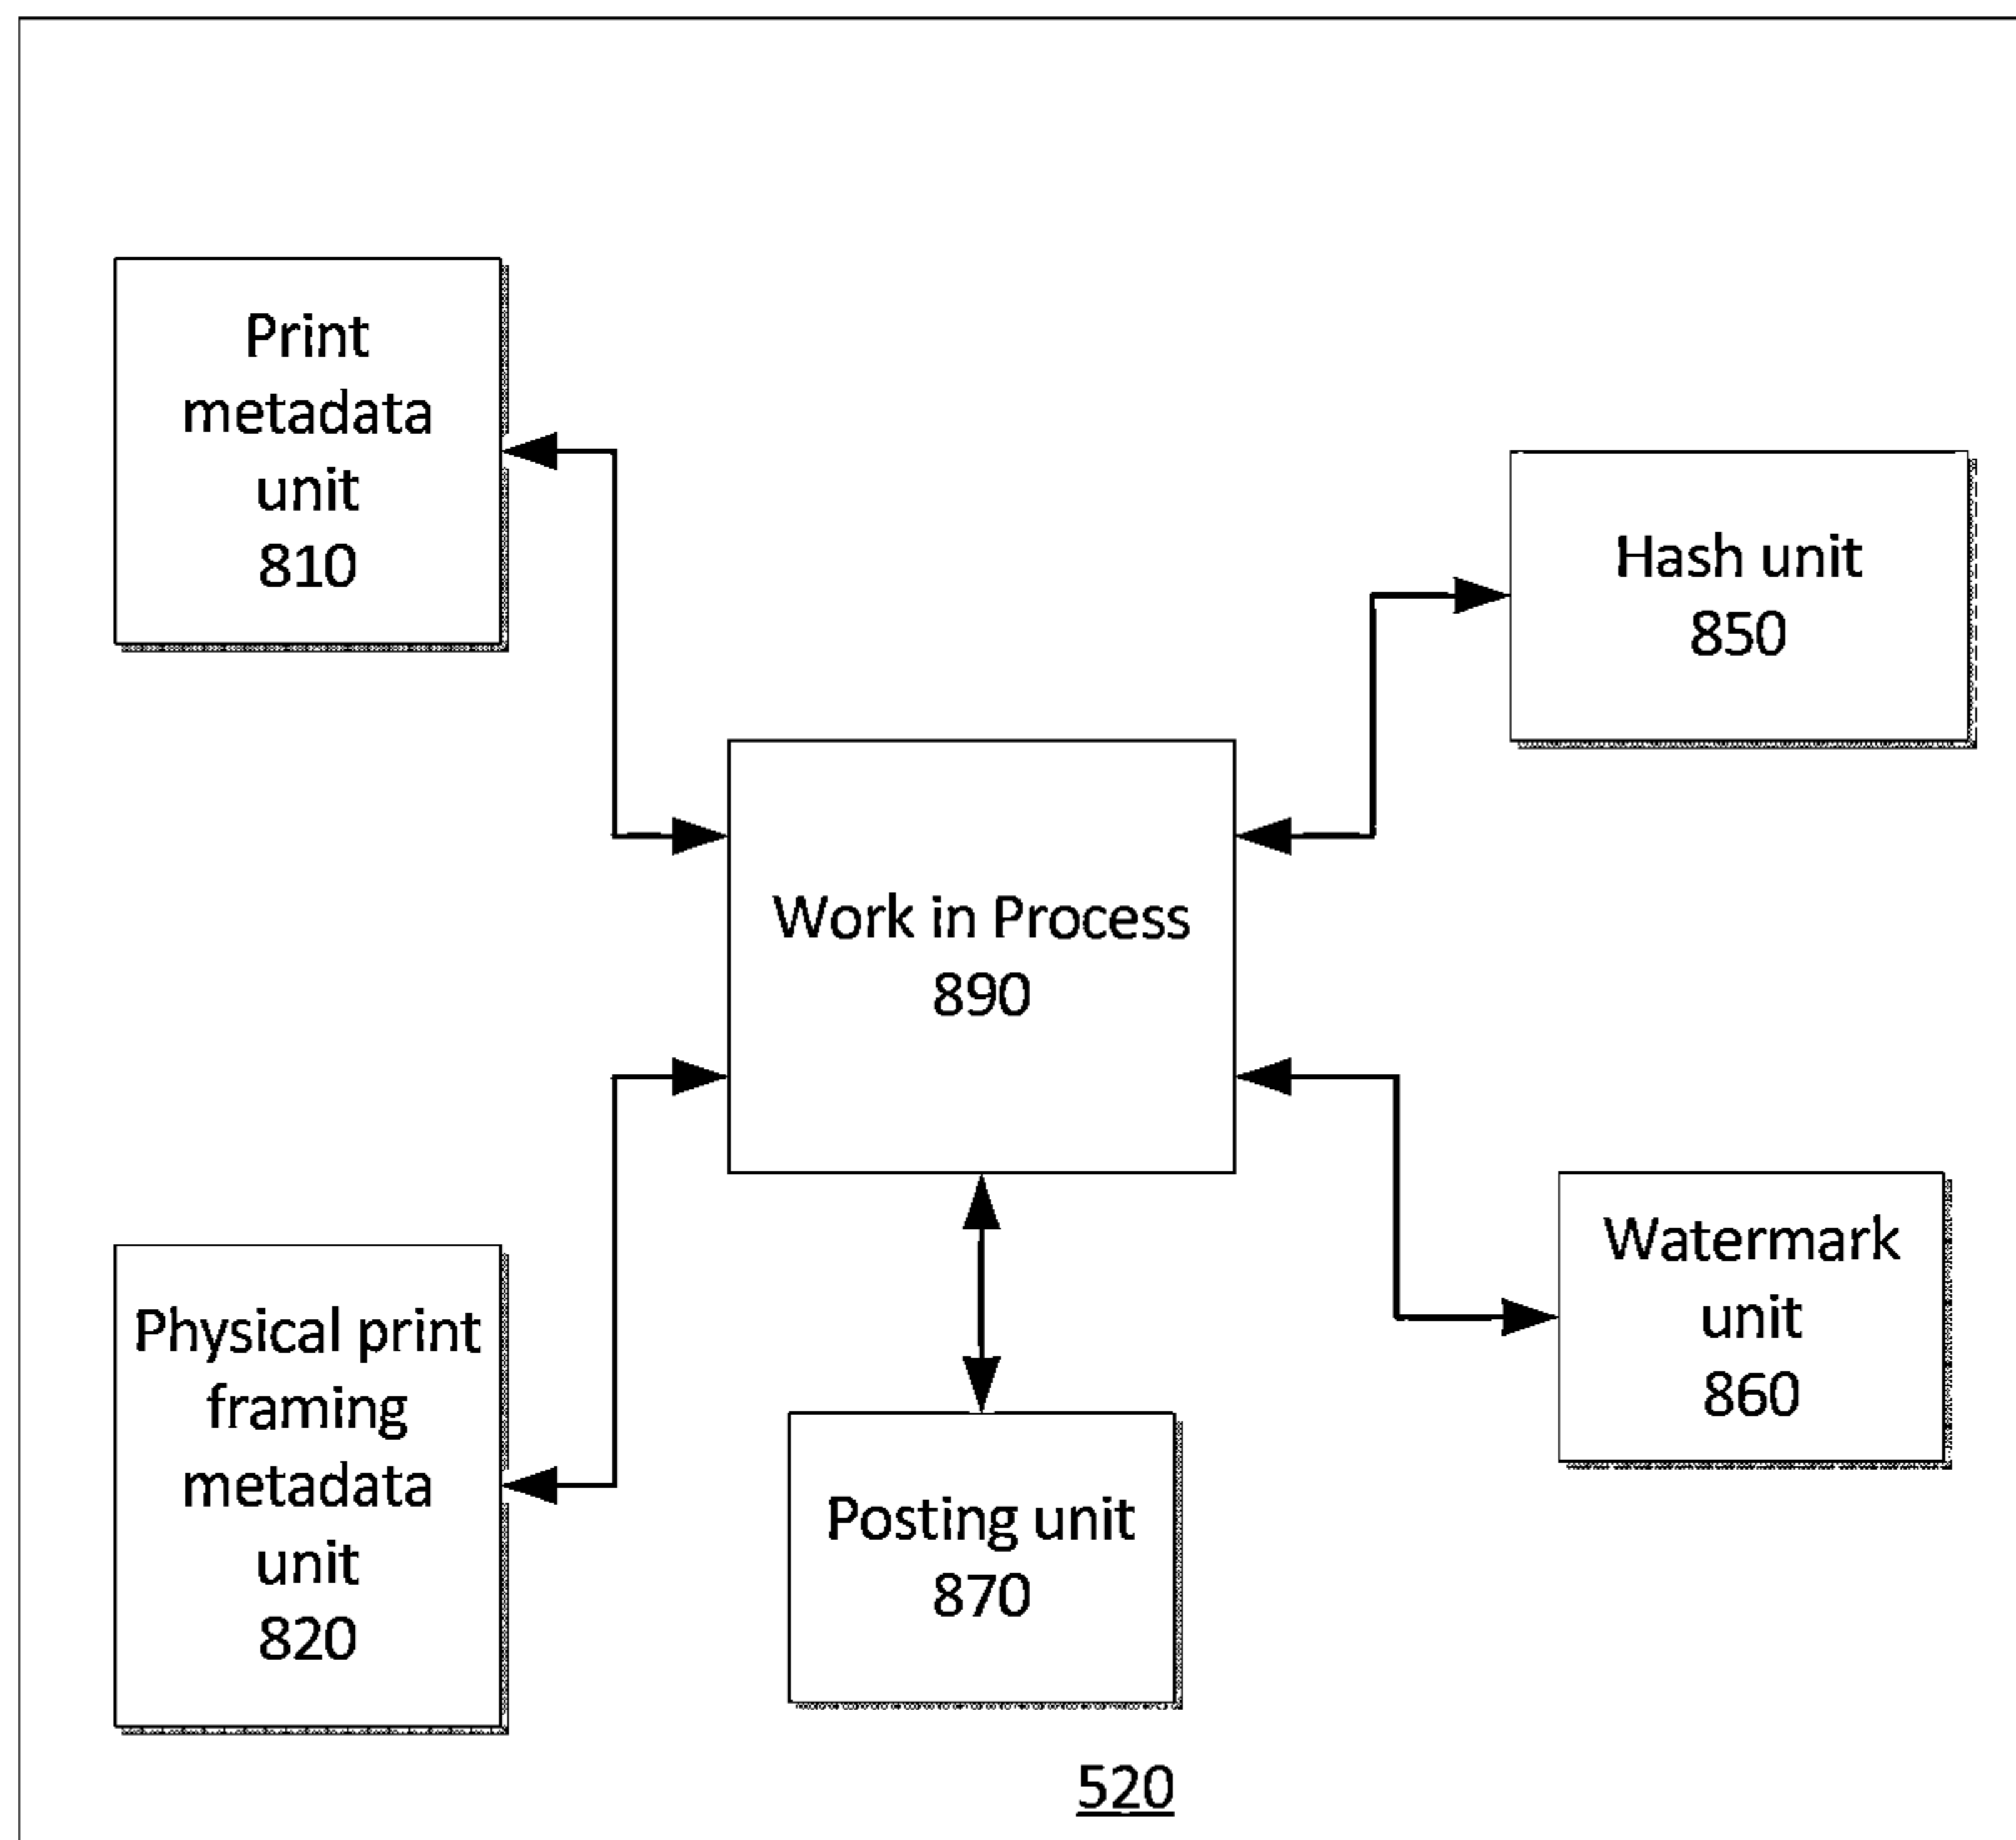 Print
metadata
unit
810
Hash unit
850
Work in Process
890
Physical print
framing
metadata
unit
820
Watermark
unit
860
Posting unit
870
520